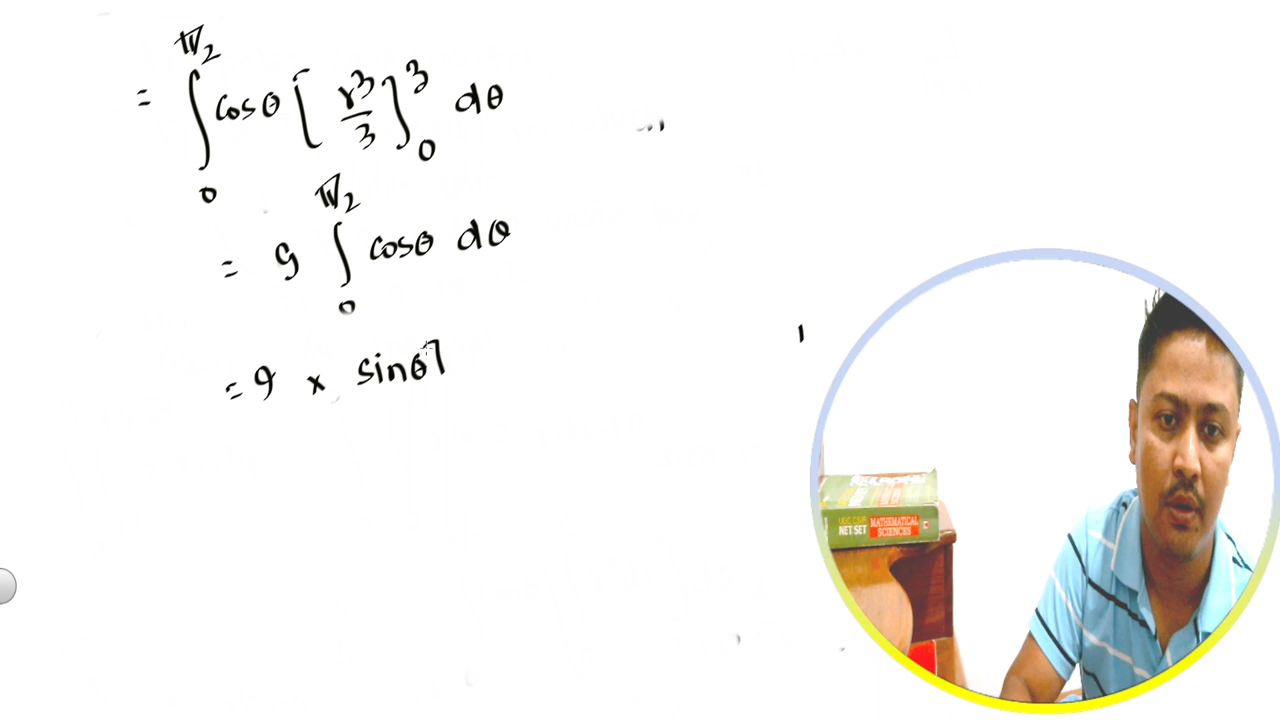 = ∫₀^{π/2} cosθ [r³/3]₀³ dθ
= 9 ∫₀^{π/2} cosθ dθ
= 9 × sinθ]
UGC CSIR
NET SET
MATHEMATICAL
SCIENCES